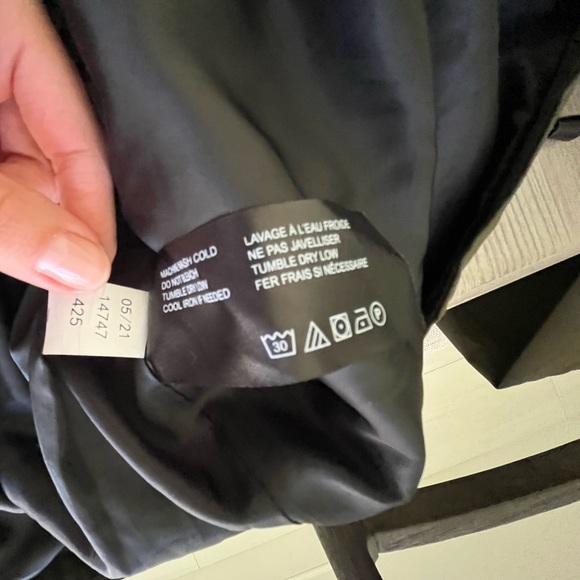 MACHINE WASH COLD
DO NOT BLEACH
TUMBLE DRY LOW
COOL IRON IF NEEDED
LAVAGE À L'EAU FROIDE
NE PAS JAVELLISER
TUMBLE DRY LOW
FER FRAIS SI NÉCESSAIRE
30
P
05/21
14747
425